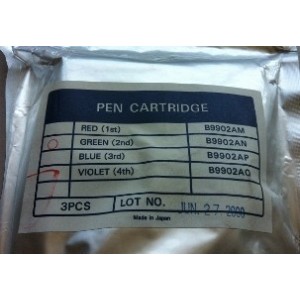 PEN CARTRIDGE
RED (1st) B9902AM
GREEN (2nd) B9902AN
BLUE (3rd) B9902AP
VIOLET (4th) B9902AQ
3PCS LOT NO. JUN. 27. 2009
Made in Japan